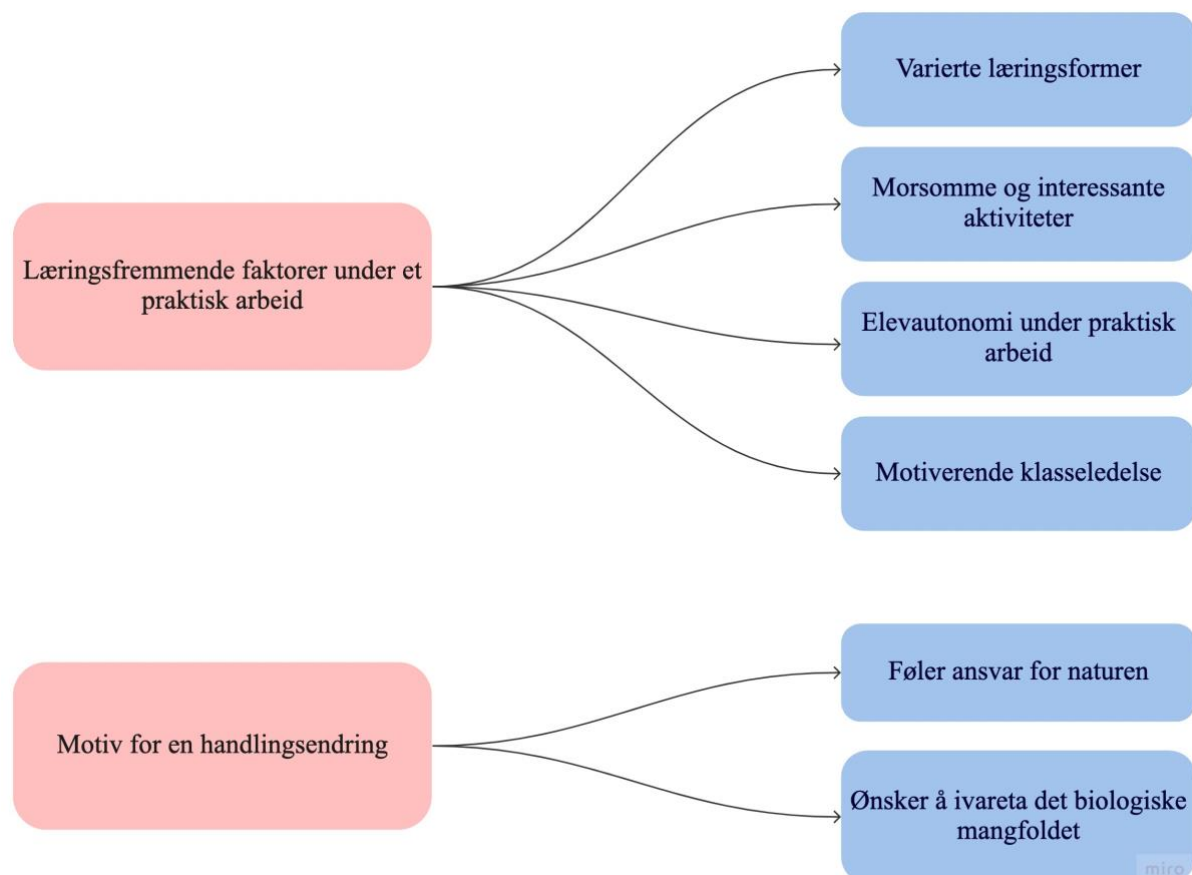 Varierte læringsformer
Morsomme og interessante
aktiviteter
Læringsfremmende faktorer under et
praktisk arbeid
Elevautonomi under praktisk
arbeid
Motiverende klasseledelse
Føler ansvar for naturen
Motiv for en handlingsendring
Ønsker å ivareta det biologiske
mangfoldet
miro